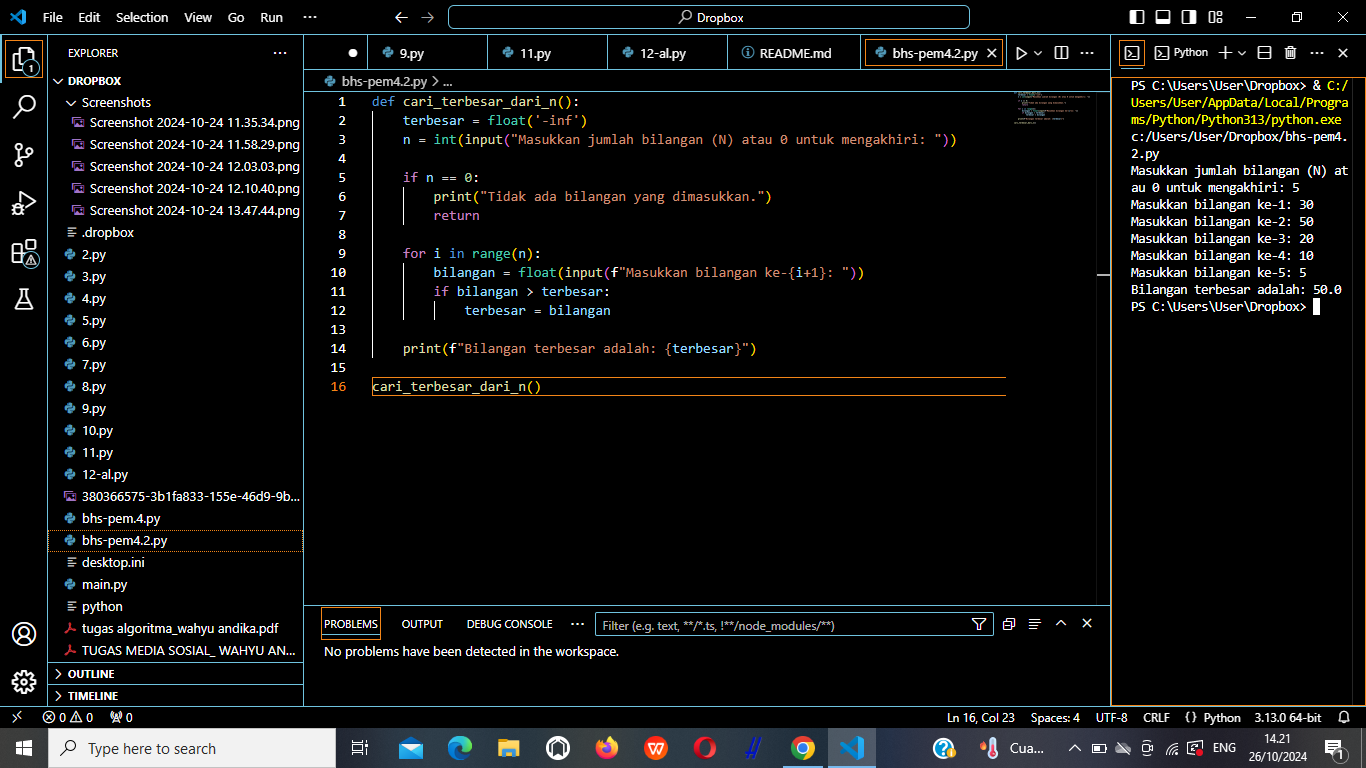 File Edit Selection View Go Run ··· Dropbox
EXPLORER ···
DROPBOX
Screenshots
Screenshot 2024-10-24 11.35.34.png
Screenshot 2024-10-24 11.58.29.png
Screenshot 2024-10-24 12.03.03.png
Screenshot 2024-10-24 12.10.40.png
Screenshot 2024-10-24 13.47.44.png
.dropbox
2.py
3.py
4.py
5.py
6.py
7.py
8.py
9.py
10.py
11.py
12-al.py
380366575-3b1fa833-155e-46d9-9b...
bhs-pem.4.py
bhs-pem4.2.py
desktop.ini
main.py
python
tugas algoritma_wahyu andika.pdf
TUGAS MEDIA SOSIAL_ WAHYU AN...
OUTLINE
TIMELINE
9.py 11.py 12-al.py README.md bhs-pem4.2.py
bhs-pem4.2.py > ...
1 def cari_terbesar_dari_n():
2 terbesar = float('-inf')
3 n = int(input("Masukkan jumlah bilangan (N) atau 0 untuk mengakhiri: "))
4
5 if n == 0:
6 print("Tidak ada bilangan yang dimasukkan.")
7 return
8
9 for i in range(n):
10 bilangan = float(input(f"Masukkan bilangan ke-{i+1}: "))
11 if bilangan > terbesar:
12 terbesar = bilangan
13
14 print(f"Bilangan terbesar adalah: {terbesar}")
15
16 cari_terbesar_dari_n()
PROBLEMS OUTPUT DEBUG CONSOLE ··· Filter (e.g. text, **/*.ts, !**/node_modules/**)
No problems have been detected in the workspace.
Python
PS C:\Users\User\Dropbox> & C:/
Users/User/AppData/Local/Progra
ms/Python/Python313/python.exe
c:/Users/User/Dropbox/bhs-pem4.
2.py
Masukkan jumlah bilangan (N) at
au 0 untuk mengakhiri: 5
Masukkan bilangan ke-1: 30
Masukkan bilangan ke-2: 50
Masukkan bilangan ke-3: 20
Masukkan bilangan ke-4: 10
Masukkan bilangan ke-5: 5
Bilangan terbesar adalah: 50.0
PS C:\Users\User\Dropbox>
0 0 0 Ln 16, Col 23 Spaces: 4 UTF-8 CRLF Python 3.13.0 64-bit
Type here to search Cua... ENG 14.21
26/10/2024